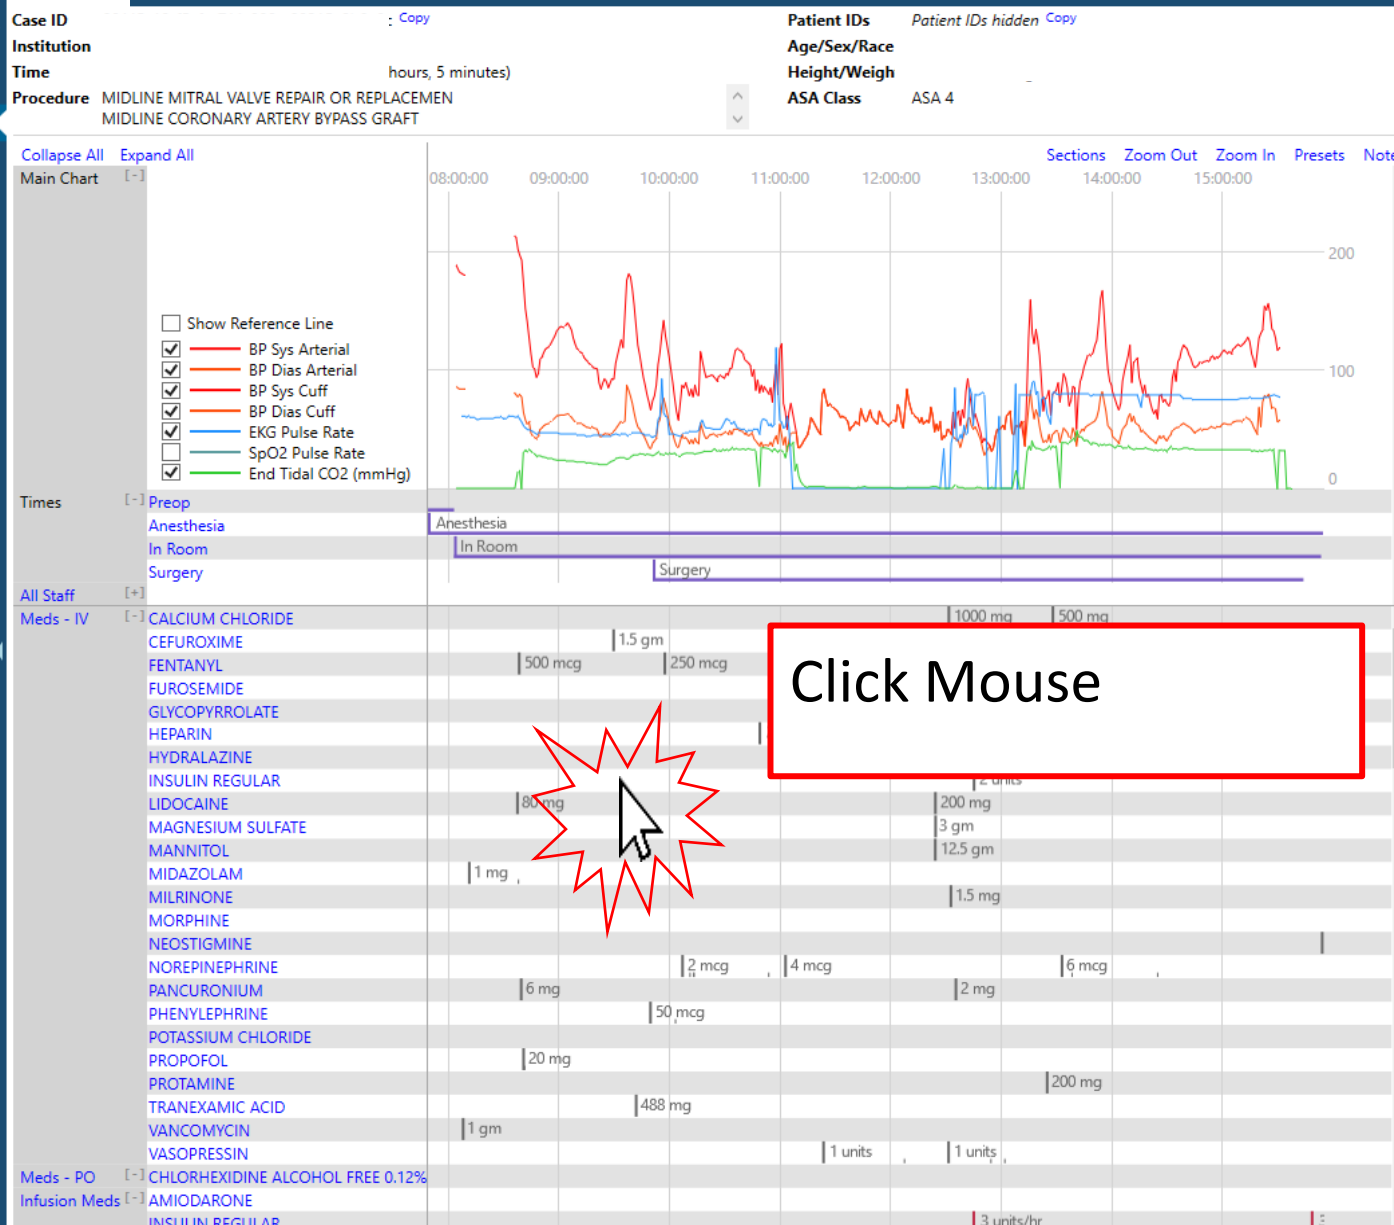 Case ID : Copy Patient IDs Patient IDs hidden Copy
Institution Age/Sex/Race
Time hours, 5 minutes) Height/Weigh
Procedure MIDLINE MITRAL VALVE REPAIR OR REPLACEMEN ASA Class ASA 4
MIDLINE CORONARY ARTERY BYPASS GRAFT
Collapse All Expand All Sections Zoom Out Zoom In Presets Note
Main Chart [-] 08:00:00 09:00:00 10:00:00 11:00:00 12:00:00 13:00:00 14:00:00 15:00:00
200
Show Reference Line
BP Sys Arterial
BP Dias Arterial 100
BP Sys Cuff
BP Dias Cuff
EKG Pulse Rate
SpO2 Pulse Rate
End Tidal CO2 (mmHg) 0
Times [-] Preop
Anesthesia Anesthesia
In Room In Room
Surgery Surgery
All Staff [+]
Meds - IV [-] CALCIUM CHLORIDE 1000 mg 500 mg
CEFUROXIME 1.5 gm
FENTANYL 500 mcg 250 mcg
Click Mouse
FUROSEMIDE
GLYCOPYRROLATE
HEPARIN
HYDRALAZINE
INSULIN REGULAR 2 units
LIDOCAINE 80 mg 200 mg
MAGNESIUM SULFATE 3 gm
MANNITOL 12.5 gm
MIDAZOLAM 1 mg
MILRINONE 1.5 mg
MORPHINE
NEOSTIGMINE
NOREPINEPHRINE 2 mcg 4 mcg 6 mcg
PANCURONIUM 6 mg 2 mg
PHENYLEPHRINE 50 mcg
POTASSIUM CHLORIDE
PROPOFOL 20 mg
PROTAMINE 200 mg
TRANEXAMIC ACID 488 mg
VANCOMYCIN 1 gm
VASOPRESSIN 1 units 1 units
Meds - PO [-] CHLORHEXIDINE ALCOHOL FREE 0.12%
Infusion Meds [-] AMIODARONE
INSULIN REGULAR 3 units/hr